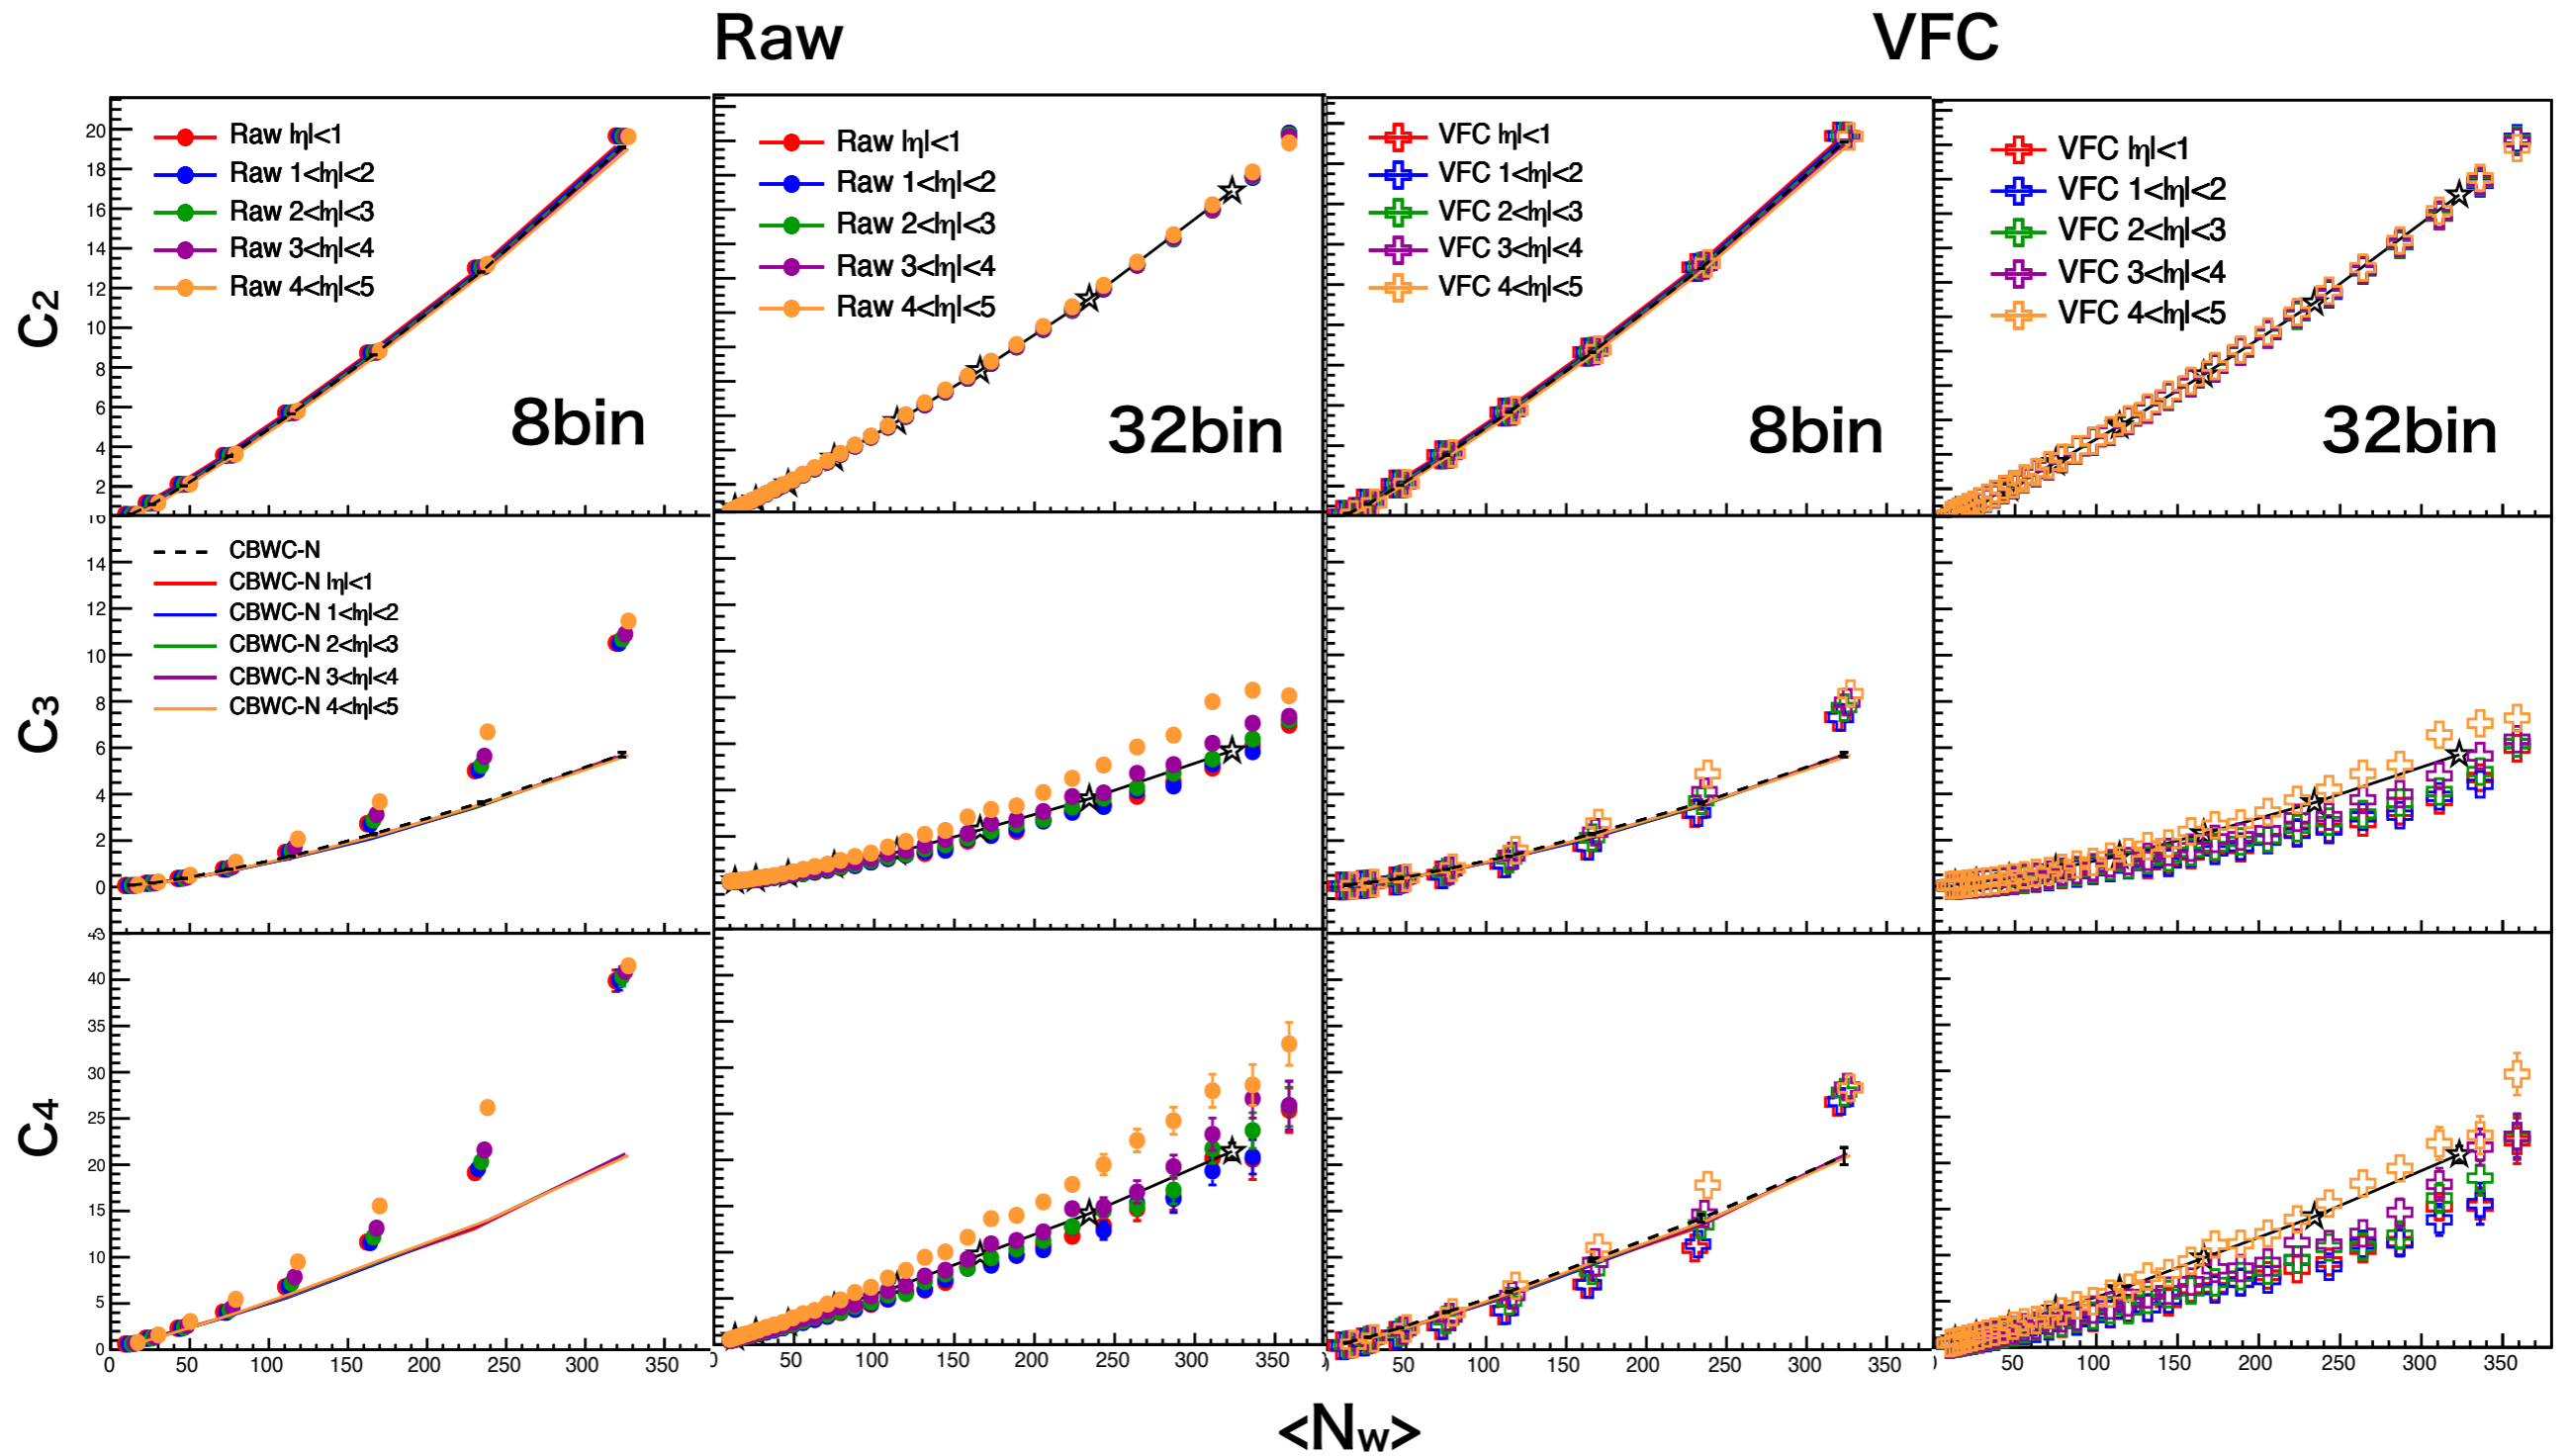 Raw
VFC
C2
20
18
16
14
12
10
8
6
4
2
Raw |η|<1
Raw 1<|η|<2
Raw 2<|η|<3
Raw 3<|η|<4
Raw 4<|η|<5
8bin
Raw |η|<1
Raw 1<|η|<2
Raw 2<|η|<3
Raw 3<|η|<4
Raw 4<|η|<5
32bin
VFC |η|<1
VFC 1<|η|<2
VFC 2<|η|<3
VFC 3<|η|<4
VFC 4<|η|<5
8bin
VFC |η|<1
VFC 1<|η|<2
VFC 2<|η|<3
VFC 3<|η|<4
VFC 4<|η|<5
32bin
C3
16
14
12
10
8
6
4
2
0
CBWC-N
CBWC-N |η|<1
CBWC-N 1<|η|<2
CBWC-N 2<|η|<3
CBWC-N 3<|η|<4
CBWC-N 4<|η|<5
C4
40
35
30
25
20
15
10
5
0
0 50 100 150 200 250 300 350
50 100 150 200 250 300 350
50 100 150 200 250 300 350
50 100 150 200 250 300 350
<Nw>